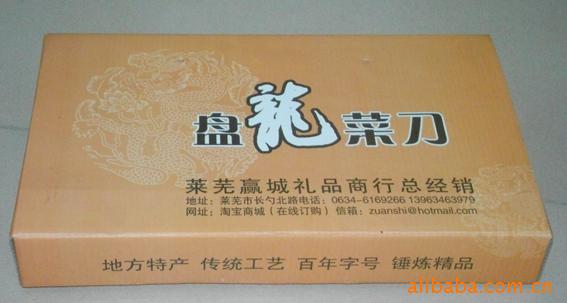 盘龍菜刀
莱芜赢城礼品商行总经销
地址：莱芜市长勺北路电话：0634-6169266 13963463979
网址：淘宝商城（在线订购）信箱：zuanshi@hotmail.com
地方特产 传统工艺 百年字号 锤炼精品
alibaba.com.cn